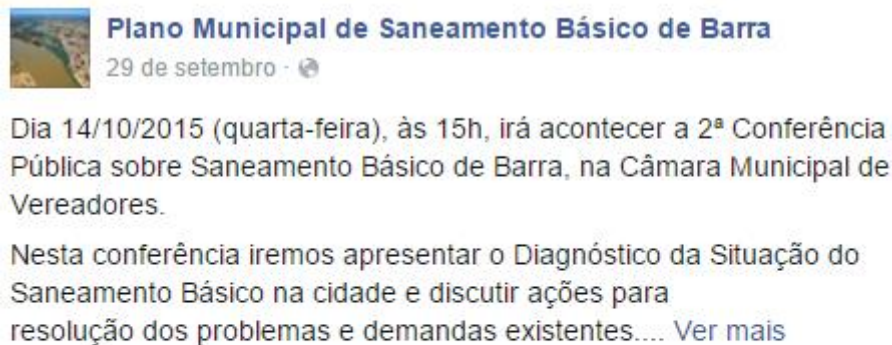 Plano Municipal de Saneamento Básico de Barra
29 de setembro ·
Dia 14/10/2015 (quarta-feira), às 15h, irá acontecer a 2ª Conferência
Pública sobre Saneamento Básico de Barra, na Câmara Municipal de
Vereadores.
Nesta conferência iremos apresentar o Diagnóstico da Situação do
Saneamento Básico na cidade e discutir ações para
resolução dos problemas e demandas existentes.... Ver mais